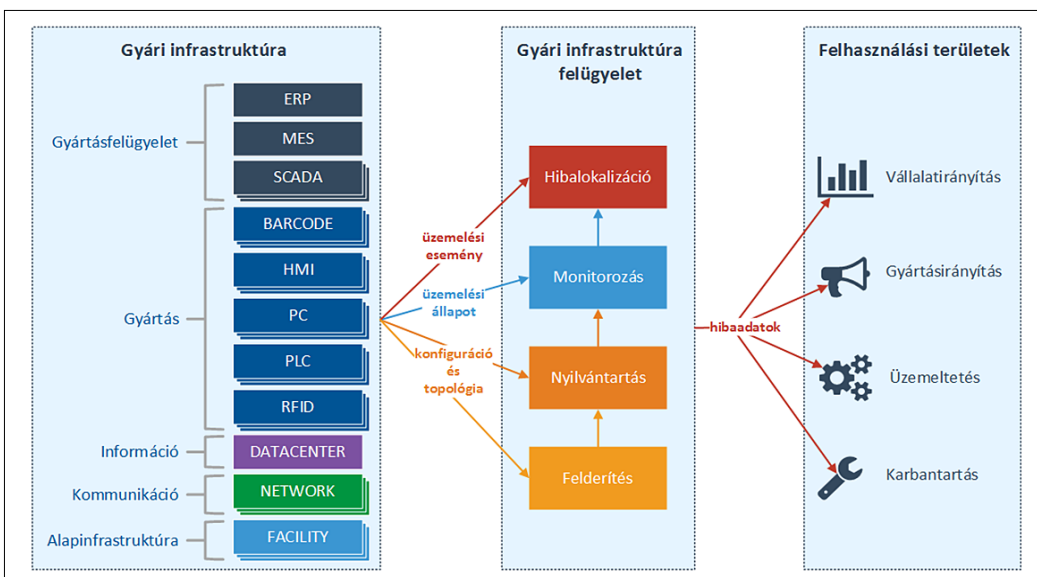 Gyári infrastruktúra
Gyártásfelügyelet
ERP
MES
SCADA
Gyártás
BARCODE
HMI
PC
PLC
RFID
Információ
DATACENTER
Kommunikáció
NETWORK
Alapinfrastruktúra
FACILITY
üzemelési
esemény
üzemelési
állapot
konfiguráció
és
topológia
Gyári infrastruktúra
felügyelet
Hibalokalizáció
Monitorozás
Nyilvántartás
Felderítés
hibaadatok
Felhasználási területek
Vállalatirányítás
Gyártásirányítás
Üzemeltetés
Karbantartás